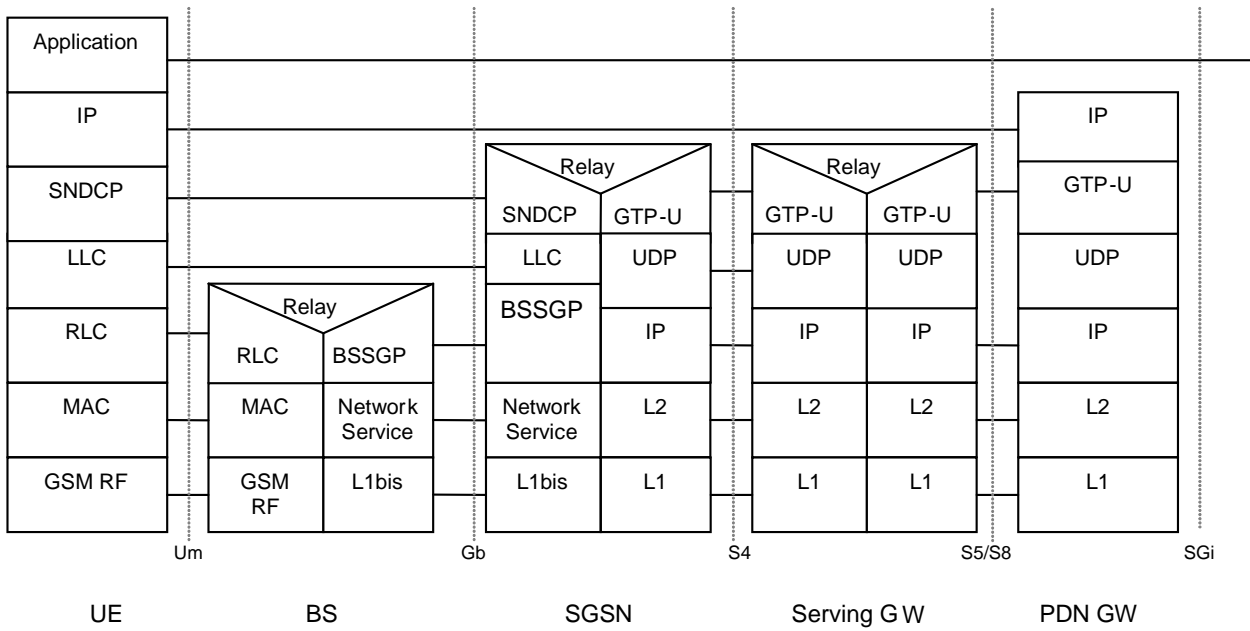 Application
IP
IP
Relay
Relay
SNDCP
GTP-U
SNDCP
GTP-U
GTP-U
GTP-U
LLC
LLC
UDP
UDP
UDP
UDP
Relay
BSSGP
RLC
IP
IP
IP
IP
RLC
BSSGP
MAC
MAC
Network
Service
Network
Service
L2
L2
L2
L2
GSM RF
GSM
RF
L1bis
L1bis
L1
L1
L1
L1
Um
Gb
S4
S5/S8
SGi
UE
BS
SGSN
Serving GW
PDN GW